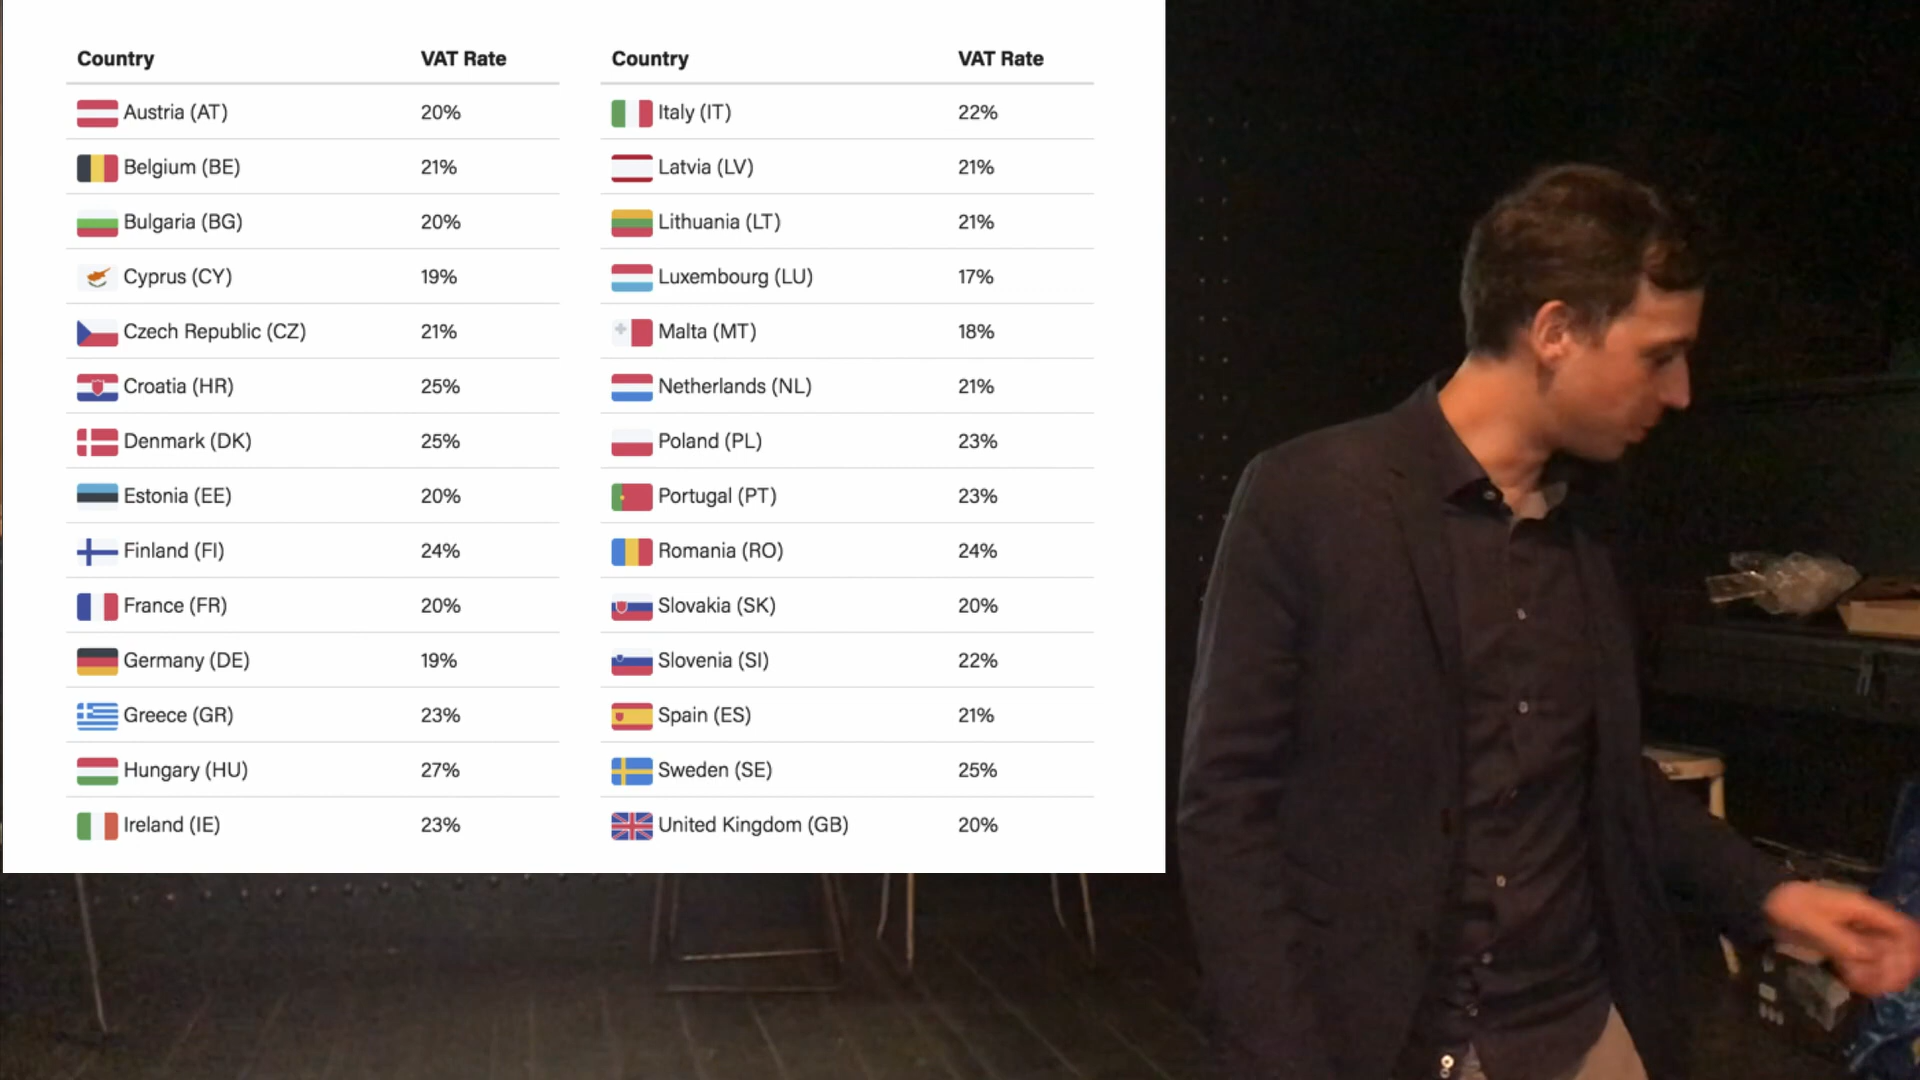 Country VAT Rate Country VAT Rate
Austria (AT) 20% Italy (IT) 22%
Belgium (BE) 21% Latvia (LV) 21%
Bulgaria (BG) 20% Lithuania (LT) 21%
Cyprus (CY) 19% Luxembourg (LU) 17%
Czech Republic (CZ) 21% Malta (MT) 18%
Croatia (HR) 25% Netherlands (NL) 21%
Denmark (DK) 25% Poland (PL) 23%
Estonia (EE) 20% Portugal (PT) 23%
Finland (FI) 24% Romania (RO) 24%
France (FR) 20% Slovakia (SK) 20%
Germany (DE) 19% Slovenia (SI) 22%
Greece (GR) 23% Spain (ES) 21%
Hungary (HU) 27% Sweden (SE) 25%
Ireland (IE) 23% United Kingdom (GB) 20%